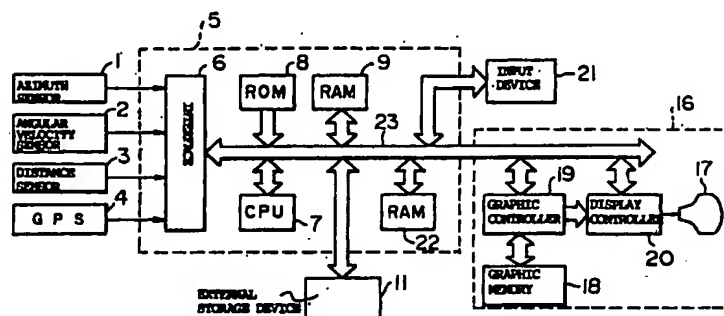 5
16
1
AZIMUTH
SENSOR
2
ANGULAR
VELOCITY
SENSOR
3
DISTANCE
SENSOR
4
GPS
6
INTERFACE
8
ROM
9
RAM
23
CPU
7
RAM
22
INPUT
DEVICE
21
19
GRAPHIC
CONTROLLER
DISPLAY
CONTROLLER
20
17
GRAPHIC
MEMORY
18
EXTERNAL
STORAGE DEVICE
11